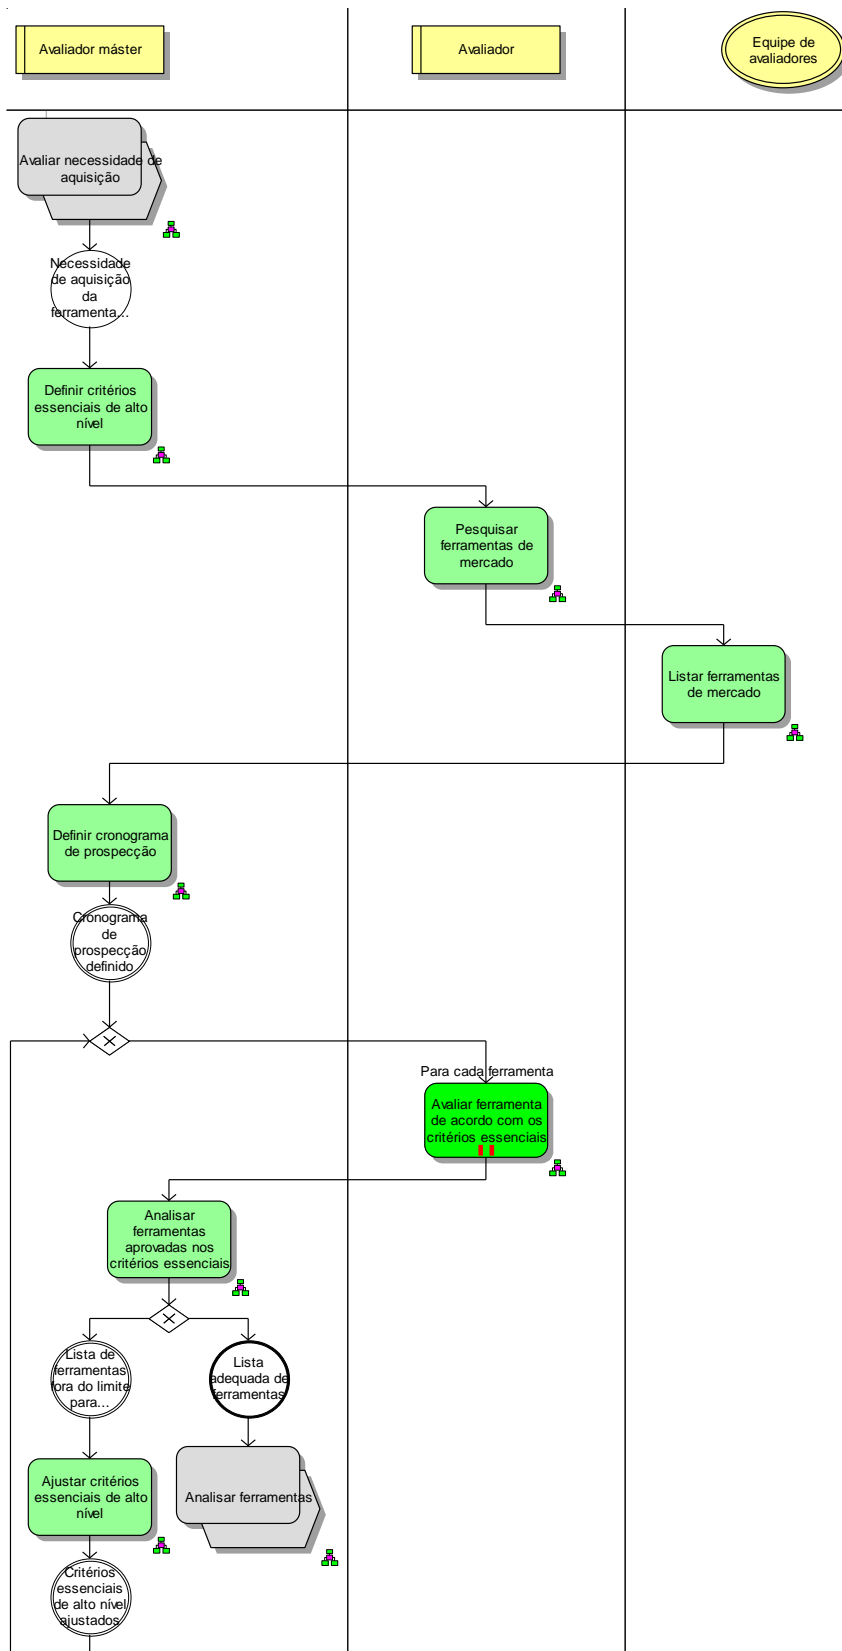 Avaliador máster
Avaliador
Equipe de
avaliadores
Avaliar necessidade de
aquisição
Necessidade
de aquisição
da
ferramenta...
Definir critérios
essenciais de alto
nível
Pesquisar
ferramentas de
mercado
Listar ferramentas
de mercado
Definir cronograma
de prospecção
Cronograma
de
prospecção
definido
Para cada ferramenta
Avaliar ferramenta
de acordo com os
critérios essenciais
Analisar
ferramentas
aprovadas nos
critérios essenciais
Lista de
ferramentas
fora do limite
para...
Lista
adequada de
ferramentas
Ajustar critérios
essenciais de alto
nível
Analisar ferramentas
Critérios
essenciais
de alto nível
ajustados